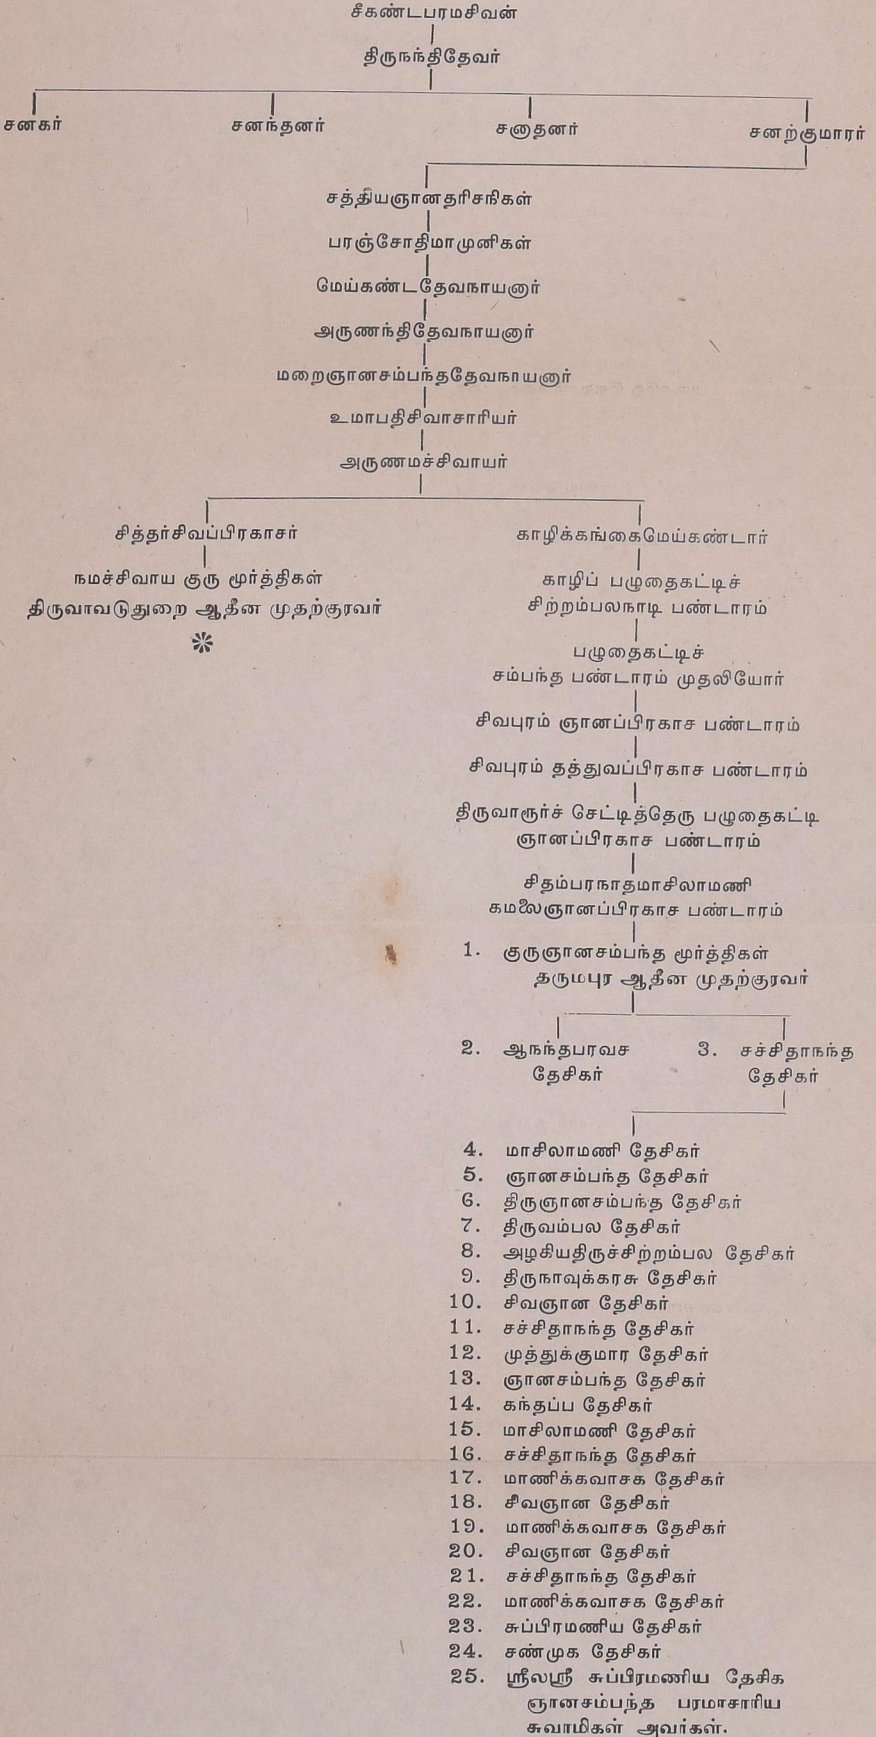 சீகண்டபரமசிவன்
திருநந்திதேவர்
சனகர் சனந்தனர் சனாதனர் சனற்குமாரர்
சத்தியஞானதரிசநிகள்
பரஞ்சோதிமாமுனிகள்
மேய்கண்டதேவநாயனார்
அருணந்திதேவநாயனார்
மறைஞானசம்பந்ததேவநாயனார்
உமாபதிசிவாசாரியர்
அருணமச்சிவாயர்
சித்தர்சிவப்பிரகாசர் காழிக்கங்கைமேய்கண்டார்
நமச்சிவாய குரு மூர்த்திகள் காழிப் பழுதைகட்டிச்
திருவாவடுதுறை ஆதீன முதற்குரவர் சிற்றம்பலநாடி பண்டாரம்
பழுதைகட்டிச்
சம்பந்த பண்டாரம் முதலியோர்
சிவபுரம் ஞானப்பிரகாச பண்டாரம்
சிவபுரம் தத்துவப்பிரகாச பண்டாரம்
திருவாரூர்ச் சேட்டித்தேரு பழுதைகட்டி
ஞானப்பிரகாச பண்டாரம்
சிதம்பரநாதமாசிலாமணி
கமலைஞானப்பிரகாச பண்டாரம்
1. குருஞானசம்பந்த மூர்த்திகள்
தருமபுர ஆதீன முதற்குரவர்
2. ஆநந்தபரவச 3. சச்சிதாநந்த
தேசிகர் தேசிகர்
4. மாசிலாமணி தேசிகர்
5. ஞானசம்பந்த தேசிகர்
6. திருஞானசம்பந்த தேசிகர்
7. திருவம்பல தேசிகர்
8. அழகியதிருச்சிற்றம்பல தேசிகர்
9. திருநாவுக்கரசு தேசிகர்
10. சிவஞான தேசிகர்
11. சச்சிதாநந்த தேசிகர்
12. முத்துக்குமார தேசிகர்
13. ஞானசம்பந்த தேசிகர்
14. கந்தப்ப தேசிகர்
15. மாசிலாமணி தேசிகர்
16. சச்சிதாநந்த தேசிகர்
17. மாணிக்கவாசக தேசிகர்
18. சிவஞான தேசிகர்
19. மாணிக்கவாசக தேசிகர்
20. சிவஞான தேசிகர்
21. சச்சிதாநந்த தேசிகர்
22. மாணிக்கவாசக தேசிகர்
23. சுப்பிரமணிய தேசிகர்
24. சண்முக தேசிகர்
25. ஸ்ரீலஸ்ரீ சுப்பிரமணிய தேசிக
ஞானசம்பந்த பரமாசாரிய
சுவாமிகள் அவர்கள்.